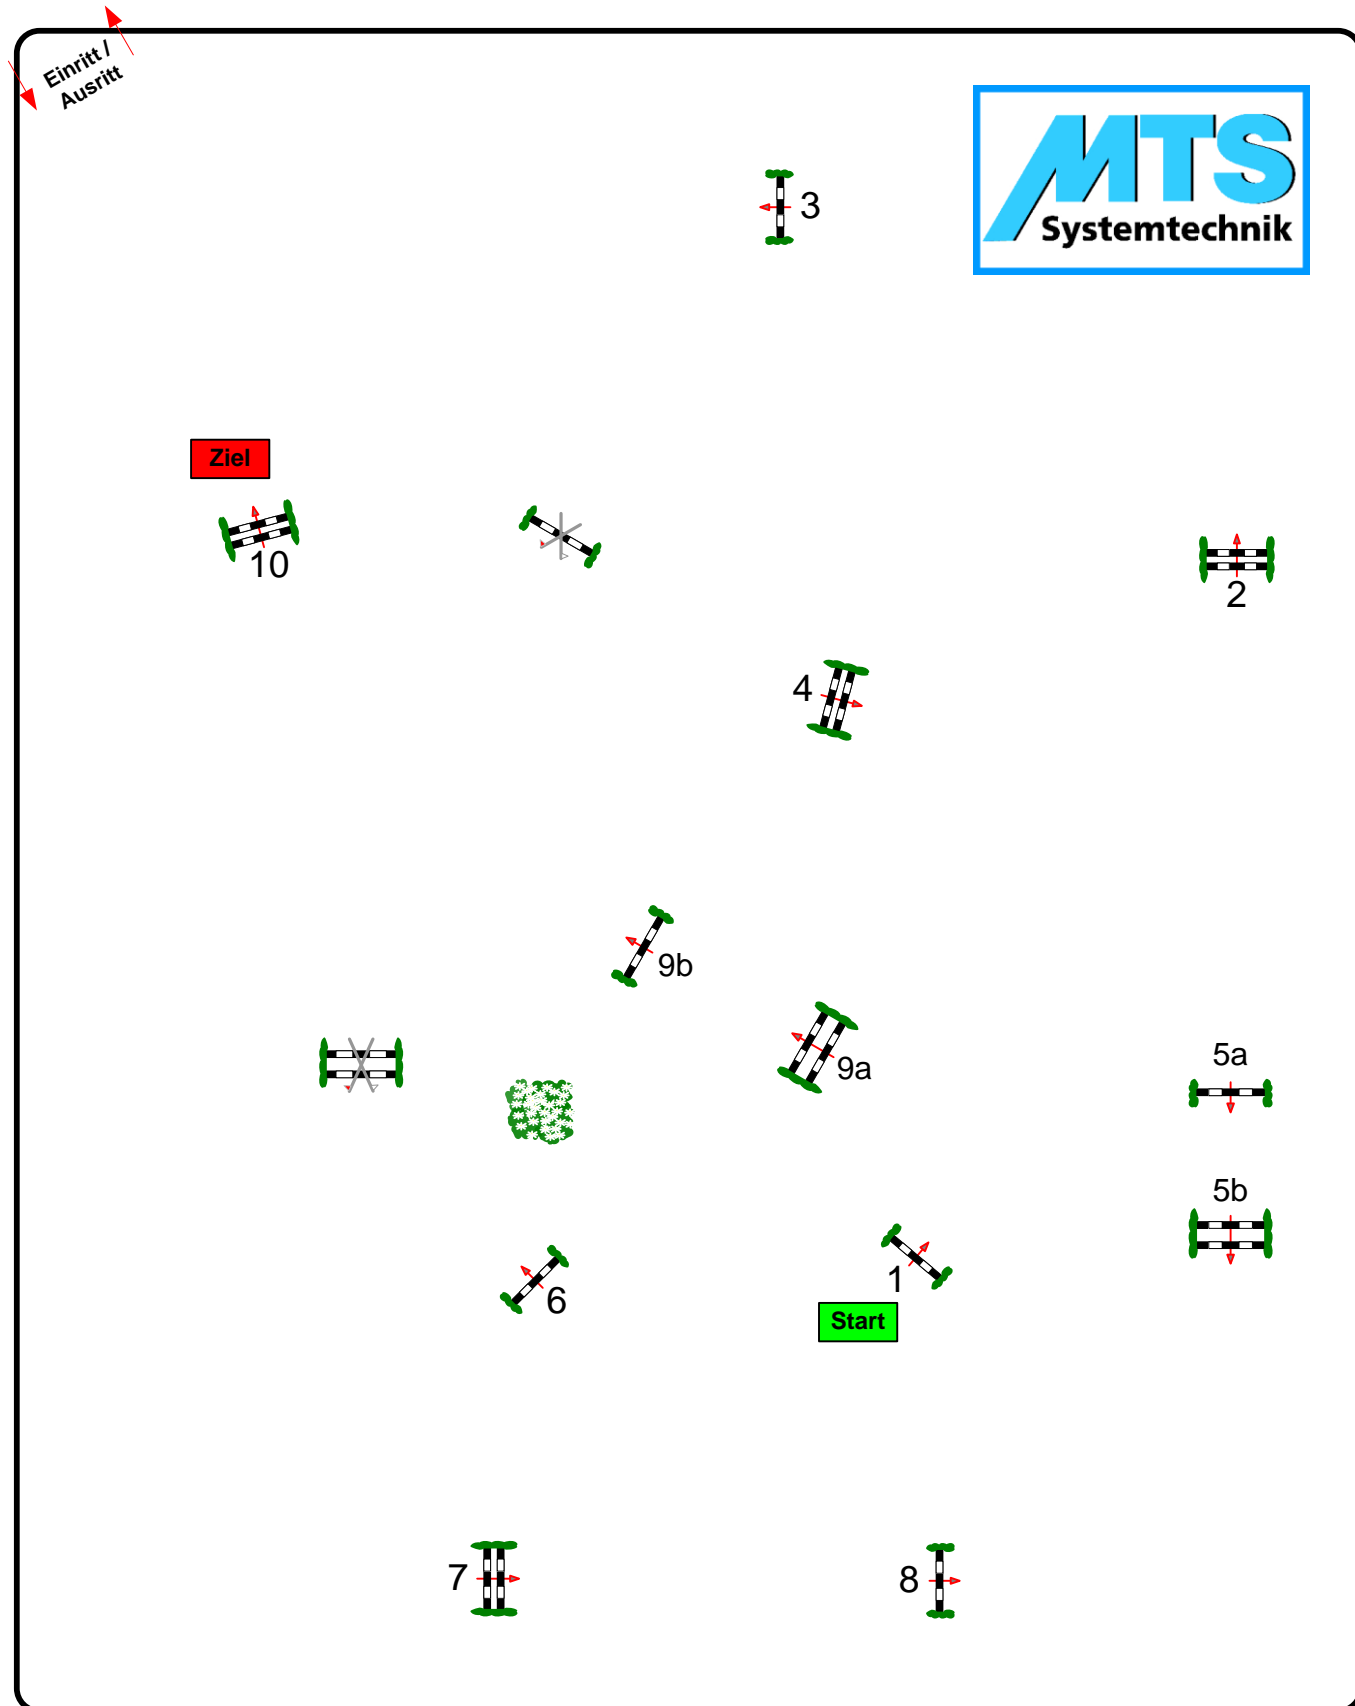 Einritt /
Ausritt
MTS
Systemtechnik
3
Ziel
10
2
4
9b
9a
5a
5b
6
1
Start
7
8